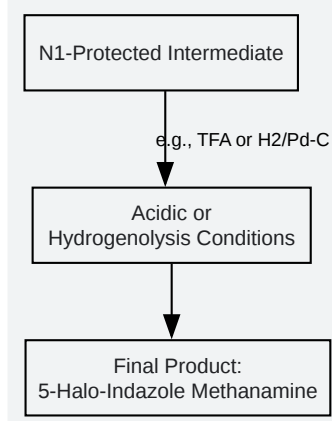 N1-Protected Intermediate
e.g., TFA or H2/Pd-C
Acidic or
Hydrogenolysis Conditions
Final Product:
5-Halo-Indazole Methanamine